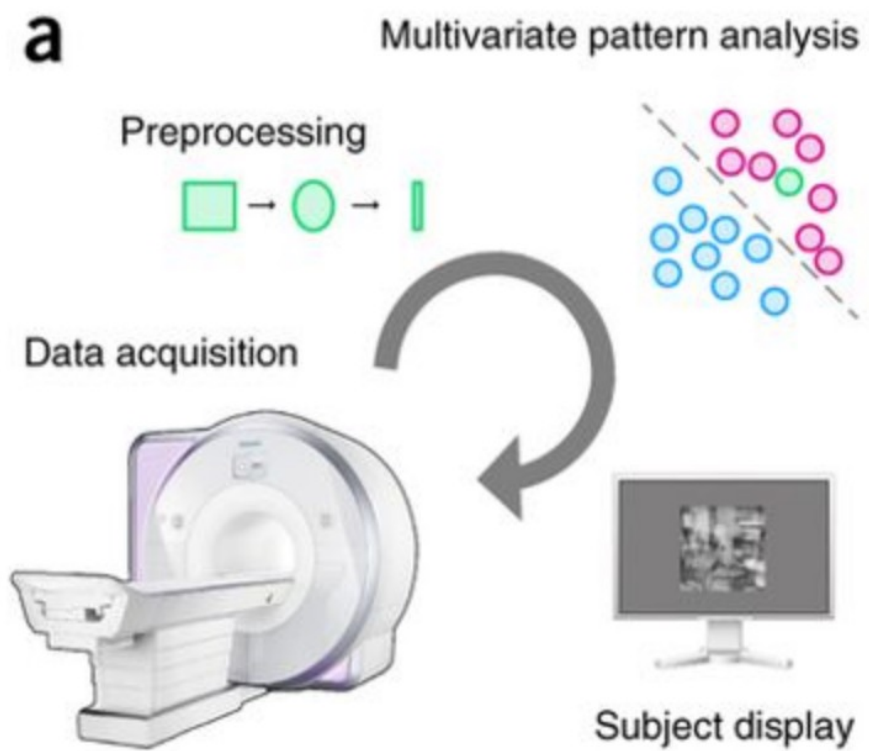 a
Multivariate pattern analysis
Preprocessing
Data acquisition
Subject display